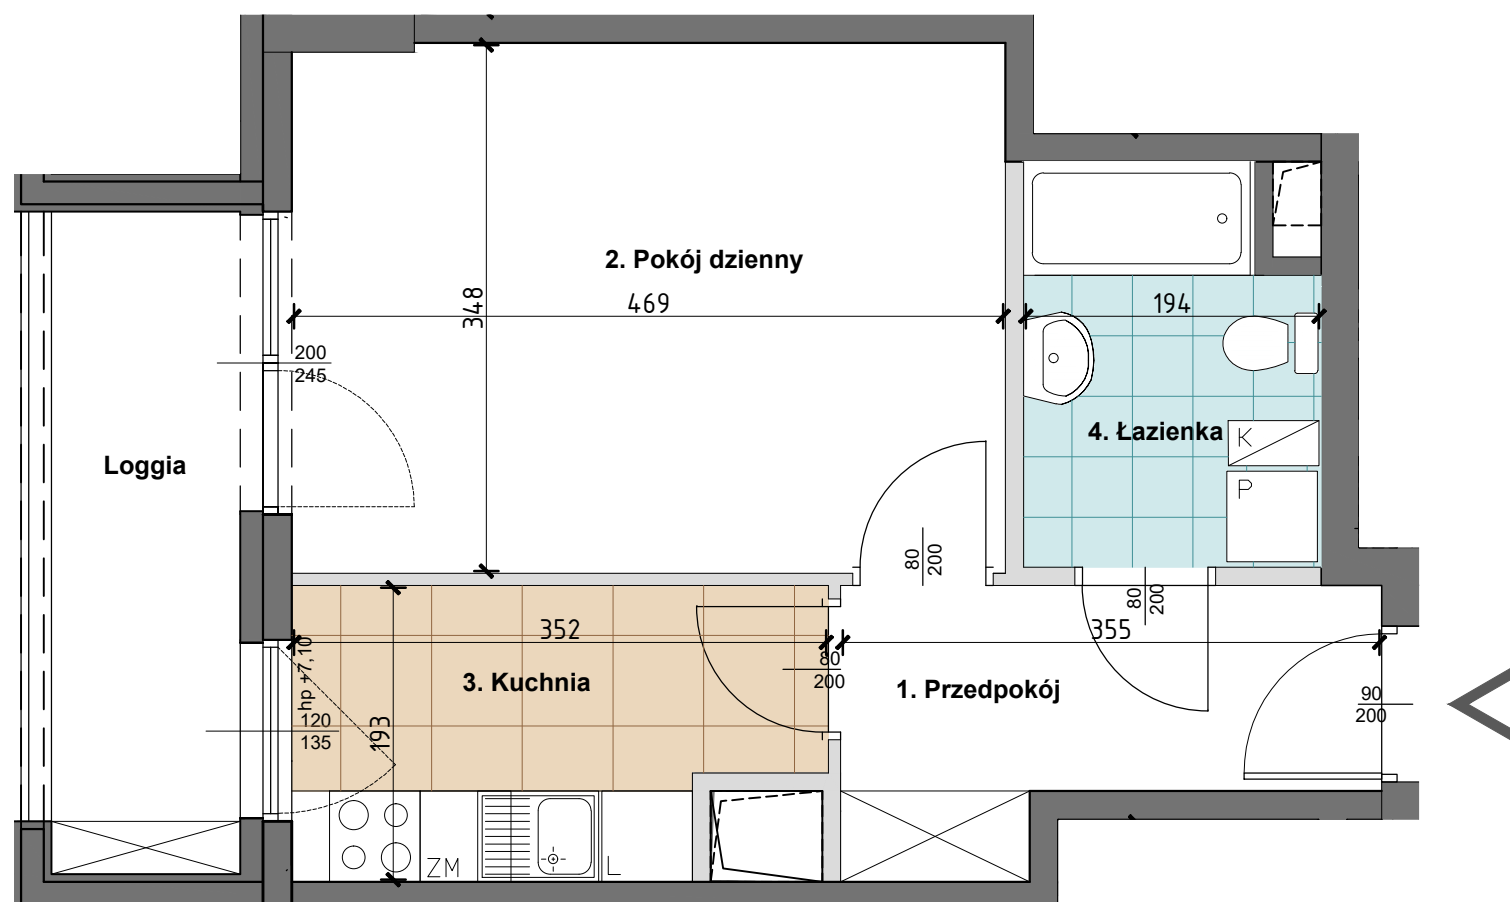 2. Pokój dzienny
469
348
194
200
245
4. Łazienka
K
P
Loggia
80
200
80
200
352
355
hp +7,10
80
200
3. Kuchnia
1. Przedpokój
90
200
120
135
193
ZM
L